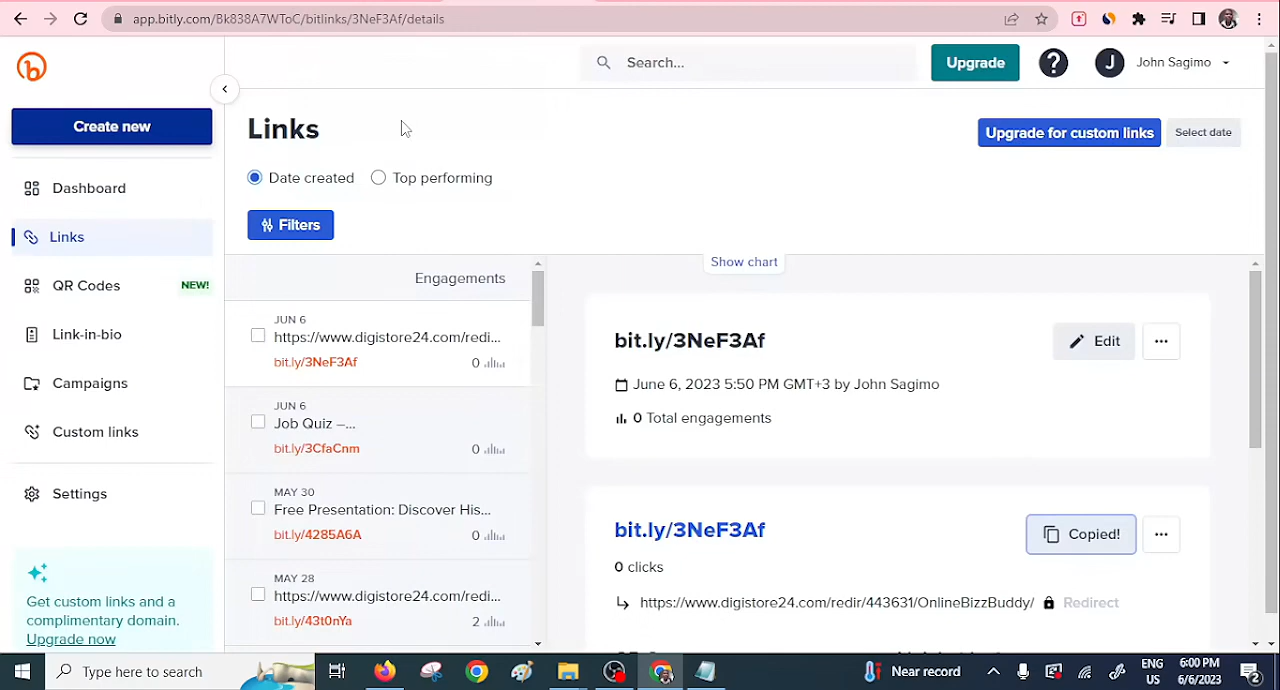 app.bitly.com/Bk838A7WToC/bitlinks/3NeF3Af/details
b
Search...
Upgrade
?
J
John Sagimo
Create new
Dashboard
Links
QR Codes
NEW!
Link-in-bio
Campaigns
Custom links
Settings
Get custom links and a
complimentary domain.
Upgrade now
Links
Upgrade for custom links
Select date
Date created
Top performing
Filters
Engagements
JUN 6
https://www.digistore24.com/redi...
bit.ly/3NeF3Af
0
JUN 6
Job Quiz –...
bit.ly/3CfaCnm
0
MAY 30
Free Presentation: Discover His...
bit.ly/4285A6A
0
MAY 28
https://www.digistore24.com/redi...
bit.ly/43t0nYa
2
Show chart
bit.ly/3NeF3Af
Edit
...
June 6, 2023 5:50 PM GMT+3 by John Sagimo
0 Total engagements
bit.ly/3NeF3Af
Copied!
...
0 clicks
https://www.digistore24.com/redir/443631/OnlineBizzBuddy/
Redirect
Type here to search
Near record
ENG
US
6:00 PM
6/6/2023
2